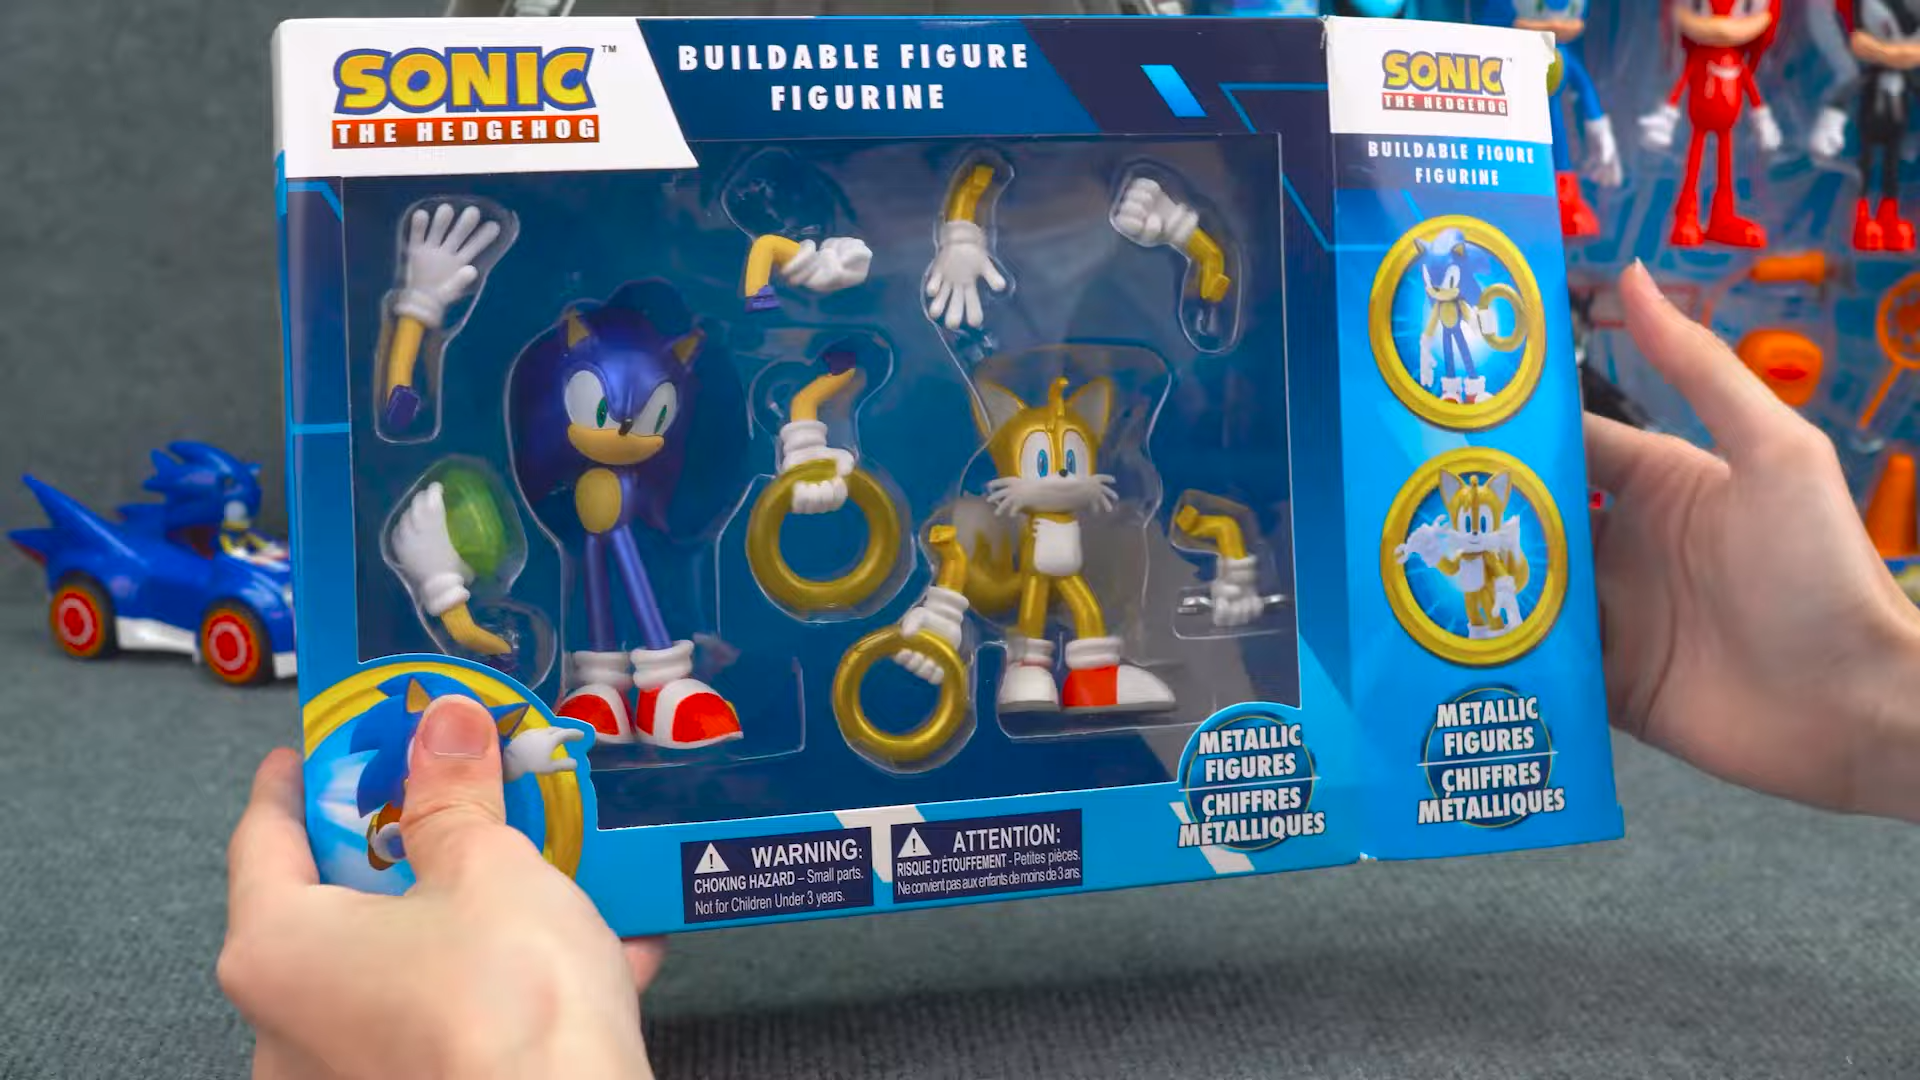 SONIC™
THE HEDGEHOG
BUILDABLE FIGURE
FIGURINE
WARNING:
CHOKING HAZARD – Small parts.
Not for Children Under 3 years.
ATTENTION:
RISQUE D'ÉTOUFFEMENT - Petites pièces.
Ne convient pas aux enfants de moins de 3 ans.
METALLIC
FIGURES
CHIFFRES
MÉTALLIQUES
SONIC
THE HEDGEHOG
BUILDABLE FIGURE
FIGURINE
METALLIC
FIGURES
CHIFFRES
MÉTALLIQUES